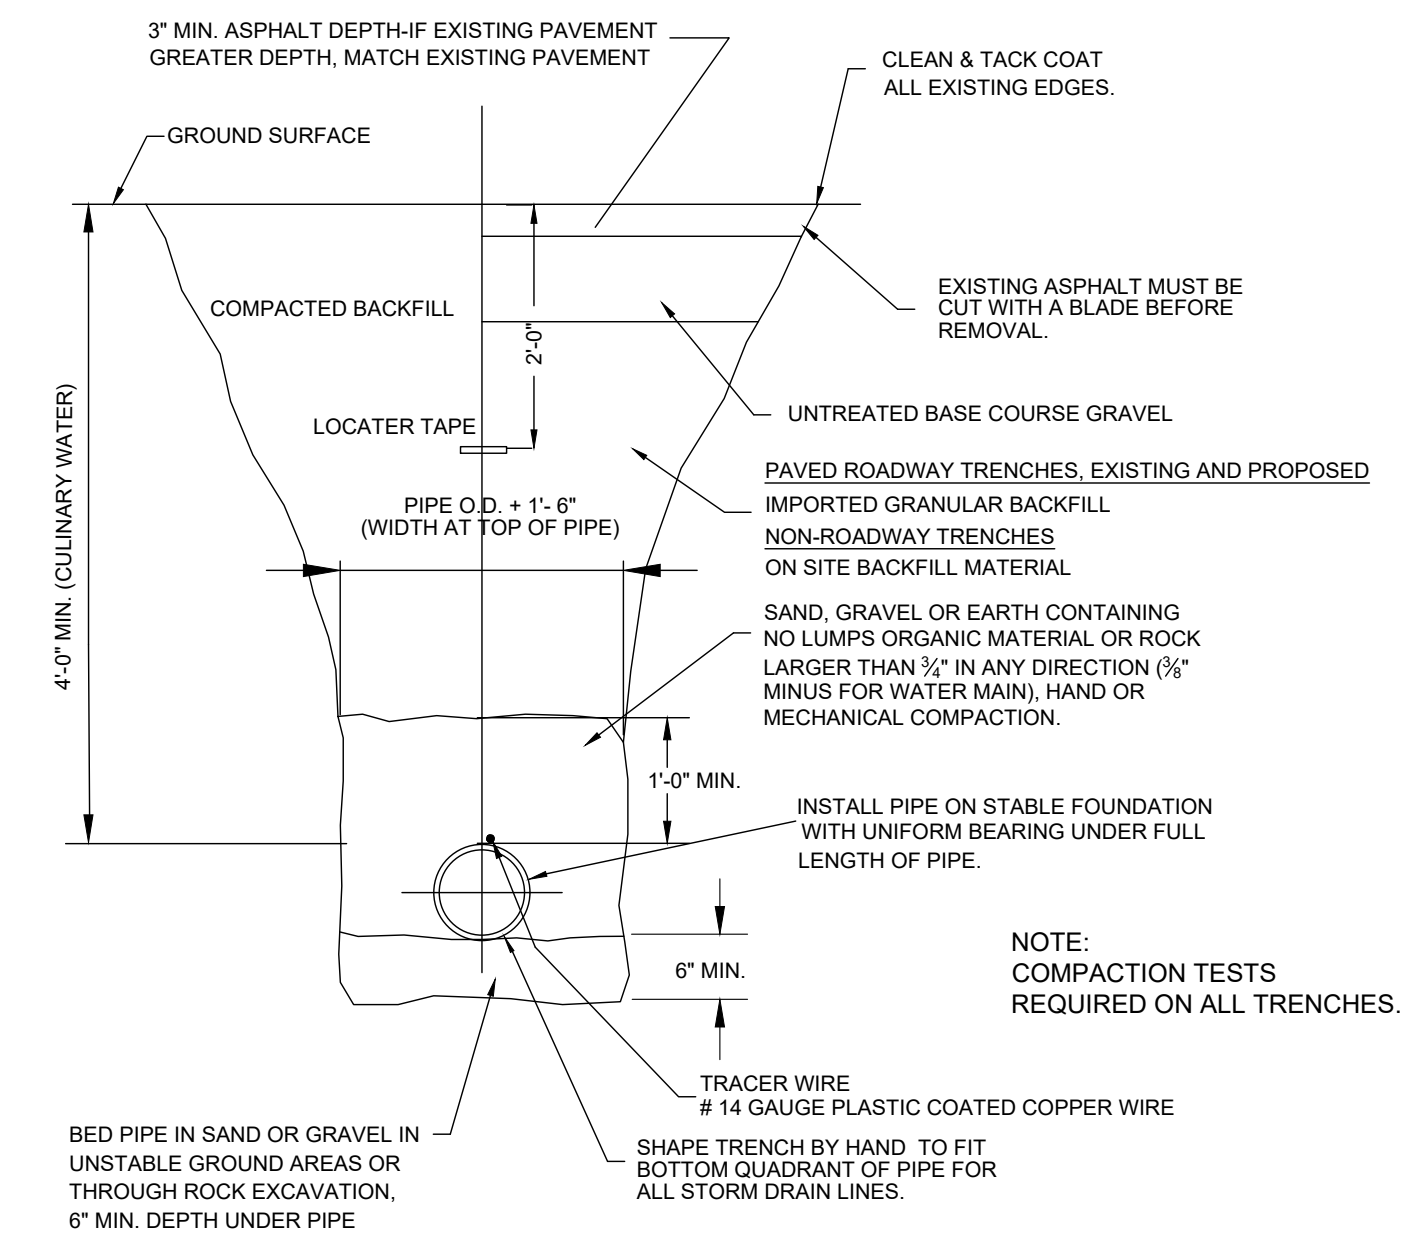 3" MIN. ASPHALT DEPTH-IF EXISTING PAVEMENT
GREATER DEPTH, MATCH EXISTING PAVEMENT
CLEAN & TACK COAT
ALL EXISTING EDGES.
GROUND SURFACE
EXISTING ASPHALT MUST BE
CUT WITH A BLADE BEFORE
REMOVAL.
COMPACTED BACKFILL
2'-0"
4'-0" MIN. (CULINARY WATER)
UNTREATED BASE COURSE GRAVEL
LOCATER TAPE
PAVED ROADWAY TRENCHES, EXISTING AND PROPOSED
IMPORTED GRANULAR BACKFILL
NON-ROADWAY TRENCHES
ON SITE BACKFILL MATERIAL
PIPE O.D. + 1'- 6"
(WIDTH AT TOP OF PIPE)
SAND, GRAVEL OR EARTH CONTAINING
NO LUMPS ORGANIC MATERIAL OR ROCK
LARGER THAN ¾" IN ANY DIRECTION (⅜"
MINUS FOR WATER MAIN), HAND OR
MECHANICAL COMPACTION.
1'-0" MIN.
INSTALL PIPE ON STABLE FOUNDATION
WITH UNIFORM BEARING UNDER FULL
LENGTH OF PIPE.
6" MIN.
NOTE:
COMPACTION TESTS
REQUIRED ON ALL TRENCHES.
TRACER WIRE
# 14 GAUGE PLASTIC COATED COPPER WIRE
BED PIPE IN SAND OR GRAVEL IN
UNSTABLE GROUND AREAS OR
THROUGH ROCK EXCAVATION,
6" MIN. DEPTH UNDER PIPE
SHAPE TRENCH BY HAND TO FIT
BOTTOM QUADRANT OF PIPE FOR
ALL STORM DRAIN LINES.